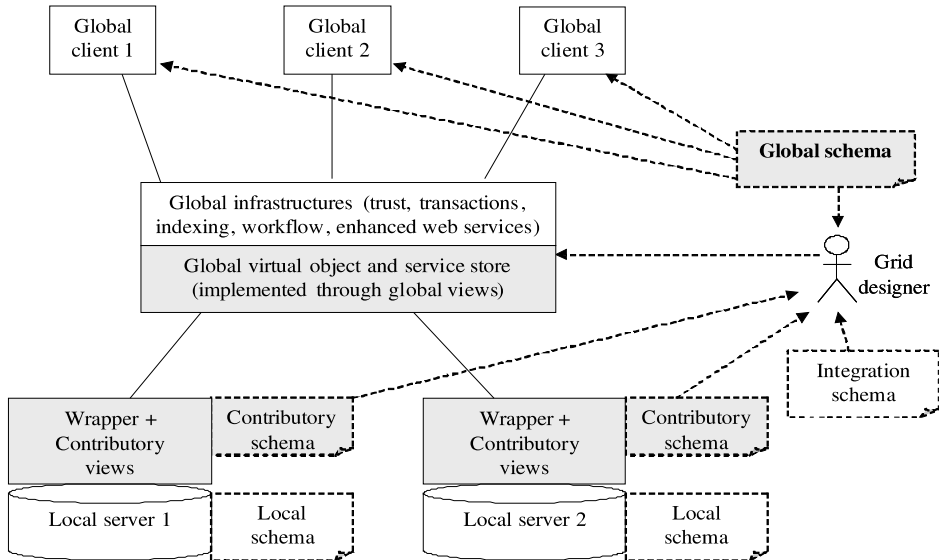 Global
client 1
Global
client 2
Global
client 3
Global schema
Global infrastructures (trust, transactions,
indexing, workflow, enhanced web services)
Global virtual object and service store
(implemented through global views)
Grid
designer
Integration
schema
Wrapper +
Contributory
views
Contributory
schema
Wrapper +
Contributory
views
Contributory
schema
Local server 1
Local
schema
Local server 2
Local
schema